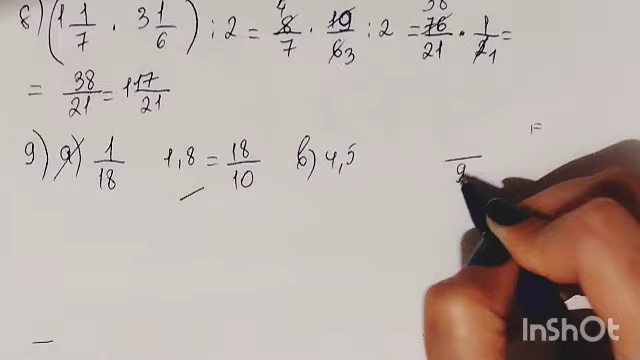 8) (1 1/7 · 3 1/6) : 2 = 8/7 · 19/63 : 2 = 76/21 · 1/21 =
= 38/21 = 1 17/21
9) a) 1/18 1,8 = 18/10 b) 4,5 /9 =
InShOt